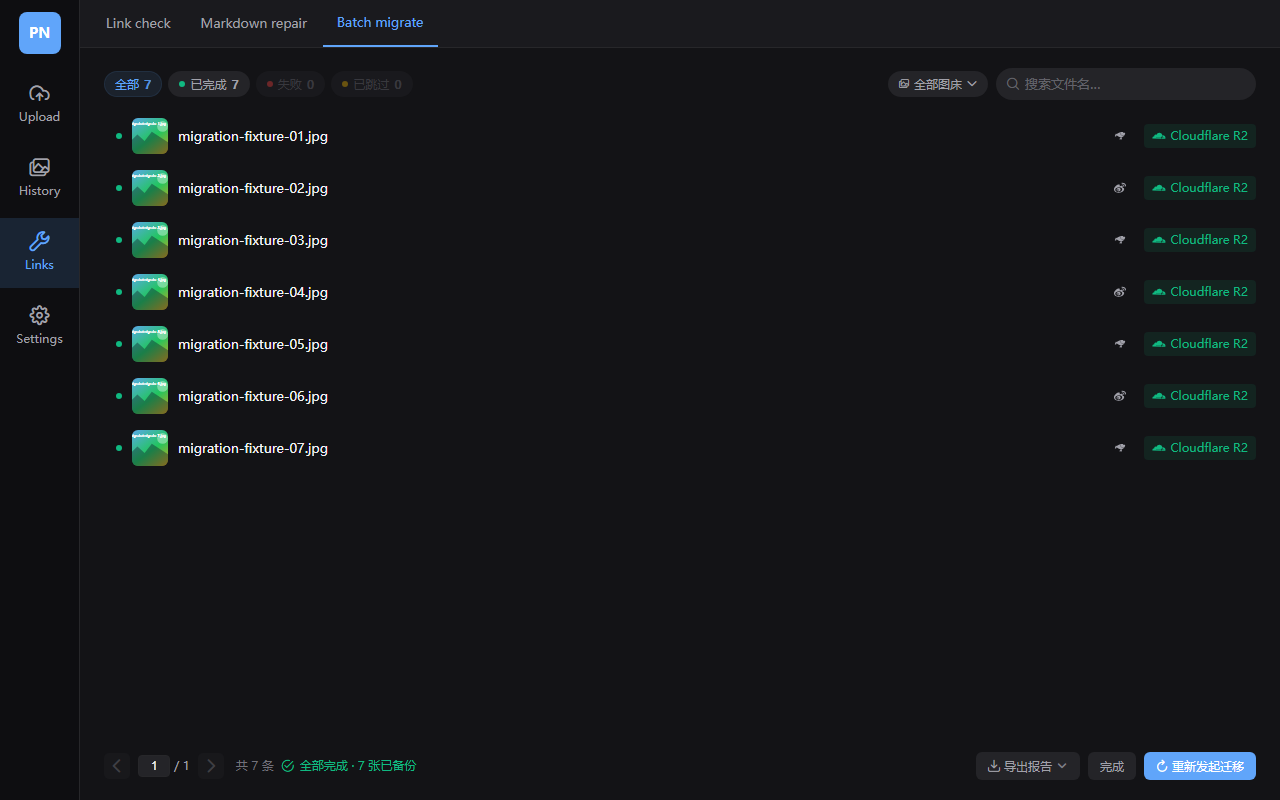 PN
Link check
Markdown repair
Batch migrate
Upload
History
Links
Settings
全部 7
已完成 7
失败 0
已跳过 0
全部图床
搜索文件名...
migration-fixture-01.jpg
Cloudflare R2
migration-fixture-02.jpg
Cloudflare R2
migration-fixture-03.jpg
Cloudflare R2
migration-fixture-04.jpg
Cloudflare R2
migration-fixture-05.jpg
Cloudflare R2
migration-fixture-06.jpg
Cloudflare R2
migration-fixture-07.jpg
Cloudflare R2
1 / 1
共 7 条
全部完成 · 7 张已备份
导出报告
完成
重新发起迁移